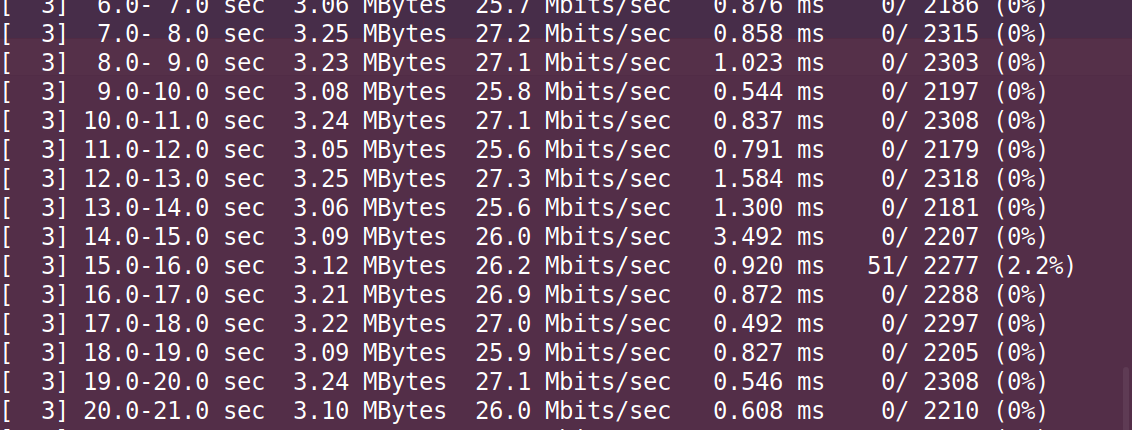 [  3]  6.0- 7.0 sec  3.06 MBytes  25.7 Mbits/sec   0.876 ms    0/ 2186 (0%)
[  3]  7.0- 8.0 sec  3.25 MBytes  27.2 Mbits/sec   0.858 ms    0/ 2315 (0%)
[  3]  8.0- 9.0 sec  3.23 MBytes  27.1 Mbits/sec   1.023 ms    0/ 2303 (0%)
[  3]  9.0-10.0 sec  3.08 MBytes  25.8 Mbits/sec   0.544 ms    0/ 2197 (0%)
[  3] 10.0-11.0 sec  3.24 MBytes  27.1 Mbits/sec   0.837 ms    0/ 2308 (0%)
[  3] 11.0-12.0 sec  3.05 MBytes  25.6 Mbits/sec   0.791 ms    0/ 2179 (0%)
[  3] 12.0-13.0 sec  3.25 MBytes  27.3 Mbits/sec   1.584 ms    0/ 2318 (0%)
[  3] 13.0-14.0 sec  3.06 MBytes  25.6 Mbits/sec   1.300 ms    0/ 2181 (0%)
[  3] 14.0-15.0 sec  3.09 MBytes  26.0 Mbits/sec   3.492 ms    0/ 2207 (0%)
[  3] 15.0-16.0 sec  3.12 MBytes  26.2 Mbits/sec   0.920 ms   51/ 2277 (2.2%)
[  3] 16.0-17.0 sec  3.21 MBytes  26.9 Mbits/sec   0.872 ms    0/ 2288 (0%)
[  3] 17.0-18.0 sec  3.22 MBytes  27.0 Mbits/sec   0.492 ms    0/ 2297 (0%)
[  3] 18.0-19.0 sec  3.09 MBytes  25.9 Mbits/sec   0.827 ms    0/ 2205 (0%)
[  3] 19.0-20.0 sec  3.24 MBytes  27.1 Mbits/sec   0.546 ms    0/ 2308 (0%)
[  3] 20.0-21.0 sec  3.10 MBytes  26.0 Mbits/sec   0.608 ms    0/ 2210 (0%)